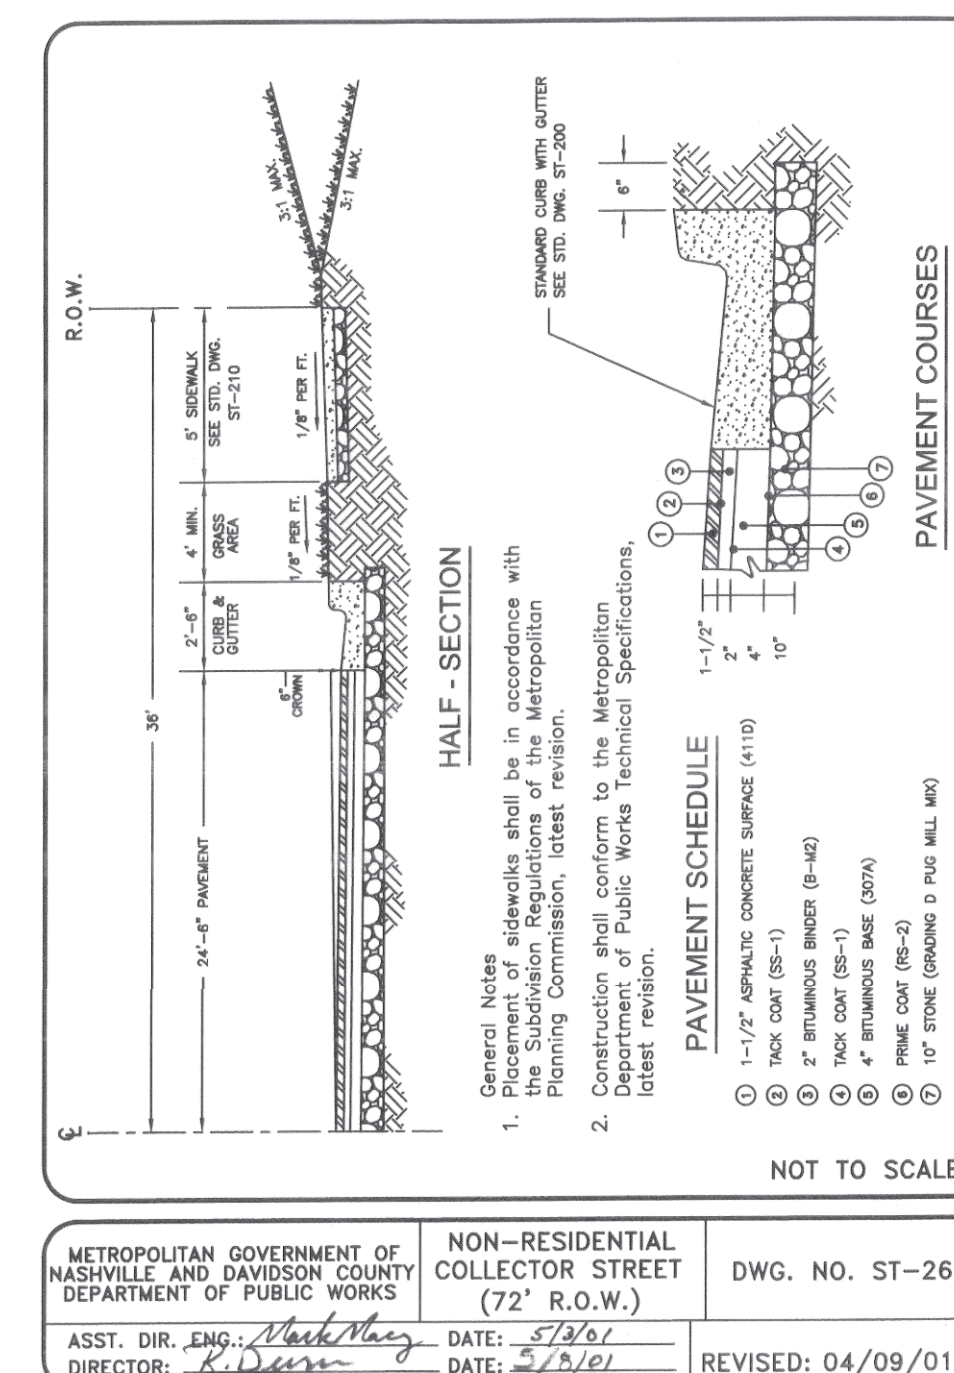 R.O.W.
℄
36'
24'-6" PAVEMENT
2'-6"
CURB &
GUTTER
4' MIN.
GRASS
AREA
5' SIDEWALK
SEE STD. DWG.
ST-210
6"
CROWN
1/8" PER FT.
1/8" PER FT.
3:1 MAX.
3:1 MAX.
HALF - SECTION
General Notes
1. Placement of sidewalks shall be in accordance with
the Subdivision Regulations of the Metropolitan
Planning Commission, latest revision.
2. Construction shall conform to the Metropolitan
Department of Public Works Technical Specifications,
latest revision.
STANDARD CURB WITH GUTTER
SEE STD. DWG. ST-200
6"
1
2
3
4
5
6
7
1-1/2"
2"
4"
10"
PAVEMENT COURSES
PAVEMENT SCHEDULE
1 1-1/2" ASPHALTIC CONCRETE SURFACE (411D)
2 TACK COAT (SS-1)
3 2" BITUMINOUS BINDER (B-M2)
4 TACK COAT (SS-1)
5 4" BITUMINOUS BASE (307A)
6 PRIME COAT (RS-2)
7 10" STONE (GRADING D PUG MILL MIX)
NOT TO SCALE
METROPOLITAN GOVERNMENT OF
NASHVILLE AND DAVIDSON COUNTY
DEPARTMENT OF PUBLIC WORKS
NON-RESIDENTIAL
COLLECTOR STREET
(72' R.O.W.)
DWG. NO. ST-26
ASST. DIR. ENG.: Mark Macy DATE: 5/3/01
DIRECTOR: K. DATE: 5/8/01
REVISED: 04/09/01